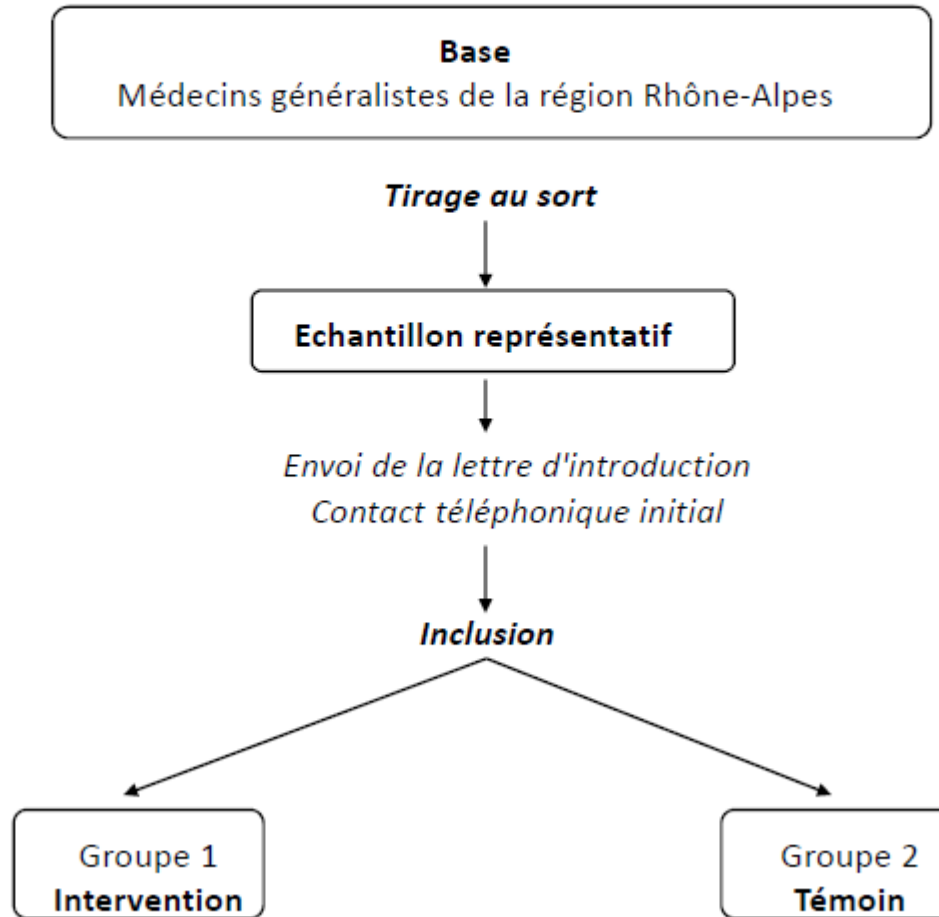 Base
Médecins généralistes de la région Rhône-Alpes
Tirage au sort
Echantillon représentatif
Envoi de la lettre d'introduction
Contact téléphonique initial
Inclusion
Groupe 1
Intervention
Groupe 2
Témoin